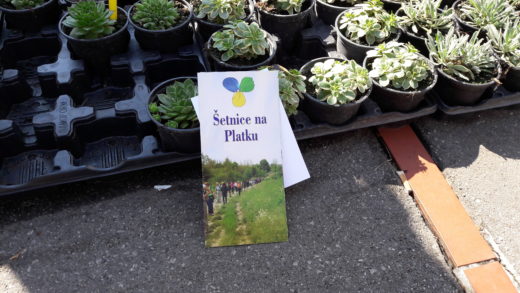 Šetnice na
Platku